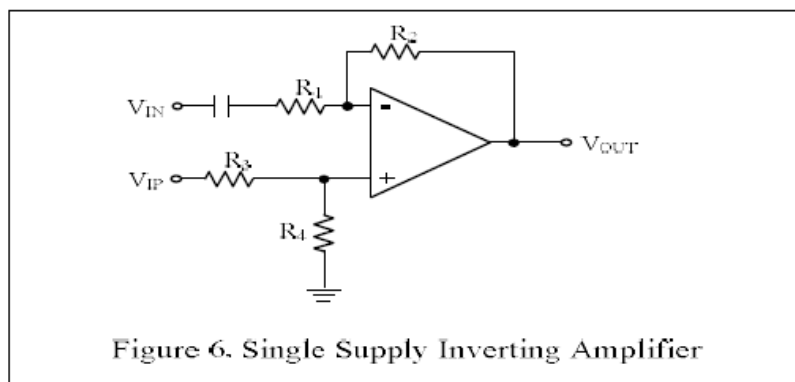 R2
R1
VIN
-
VOUT
R3
VIP
+
R4
Figure 6. Single Supply Inverting Amplifier